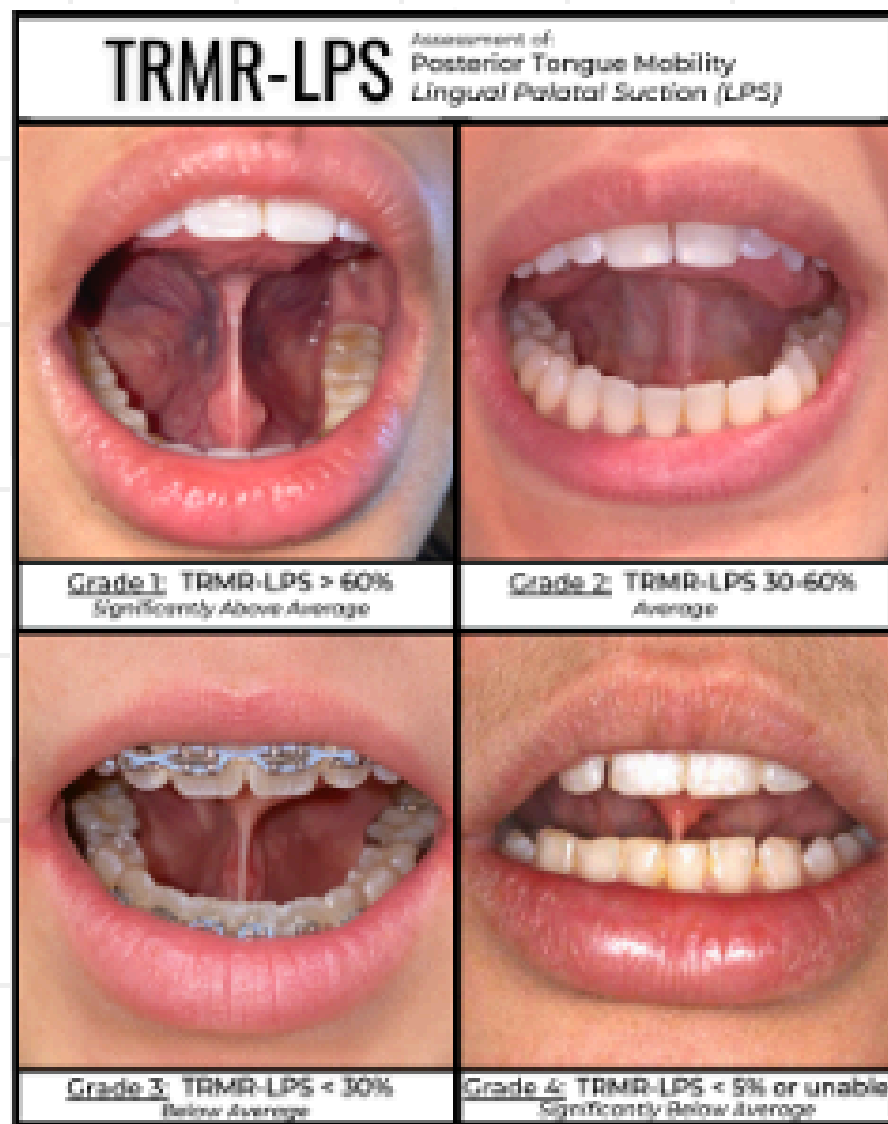 TRMR-LPS
Assessment of:
Posterior Tongue Mobility
Lingual Palatal Suction (LPS)
Grade 1: TRMR-LPS > 60%
Significantly Above Average
Grade 2: TRMR-LPS 30-60%
Average
Grade 3: TRMR-LPS < 30%
Below Average
Grade 4: TRMR-LPS < 5% or unable
Significantly Below Average